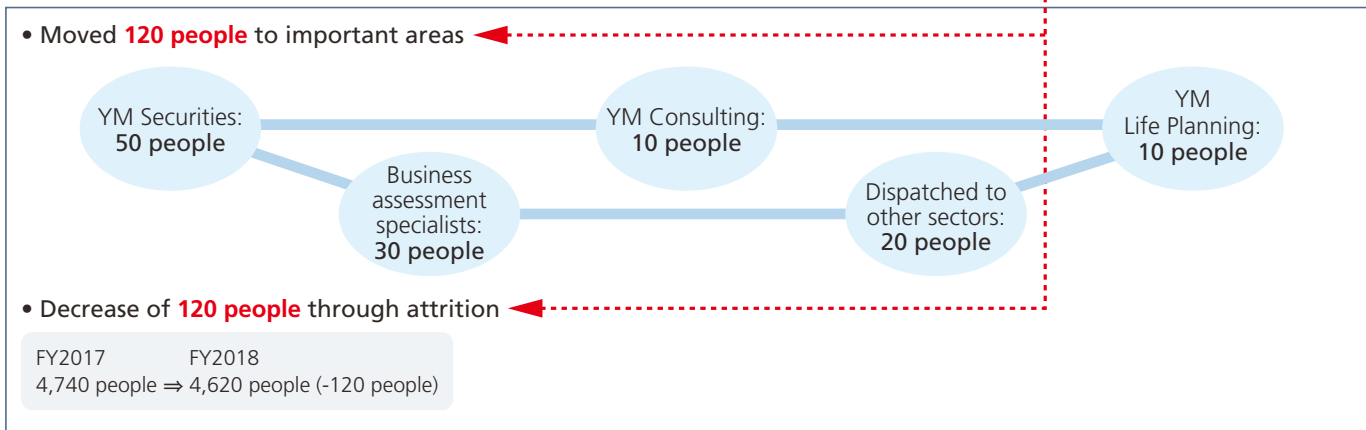 • Moved 120 people to important areas
YM Securities:
50 people
YM Consulting:
10 people
YM
Life Planning:
10 people
Business
assessment
specialists:
30 people
Dispatched to
other sectors:
20 people
• Decrease of 120 people through attrition
FY2017 FY2018
4,740 people ⇒ 4,620 people (-120 people)